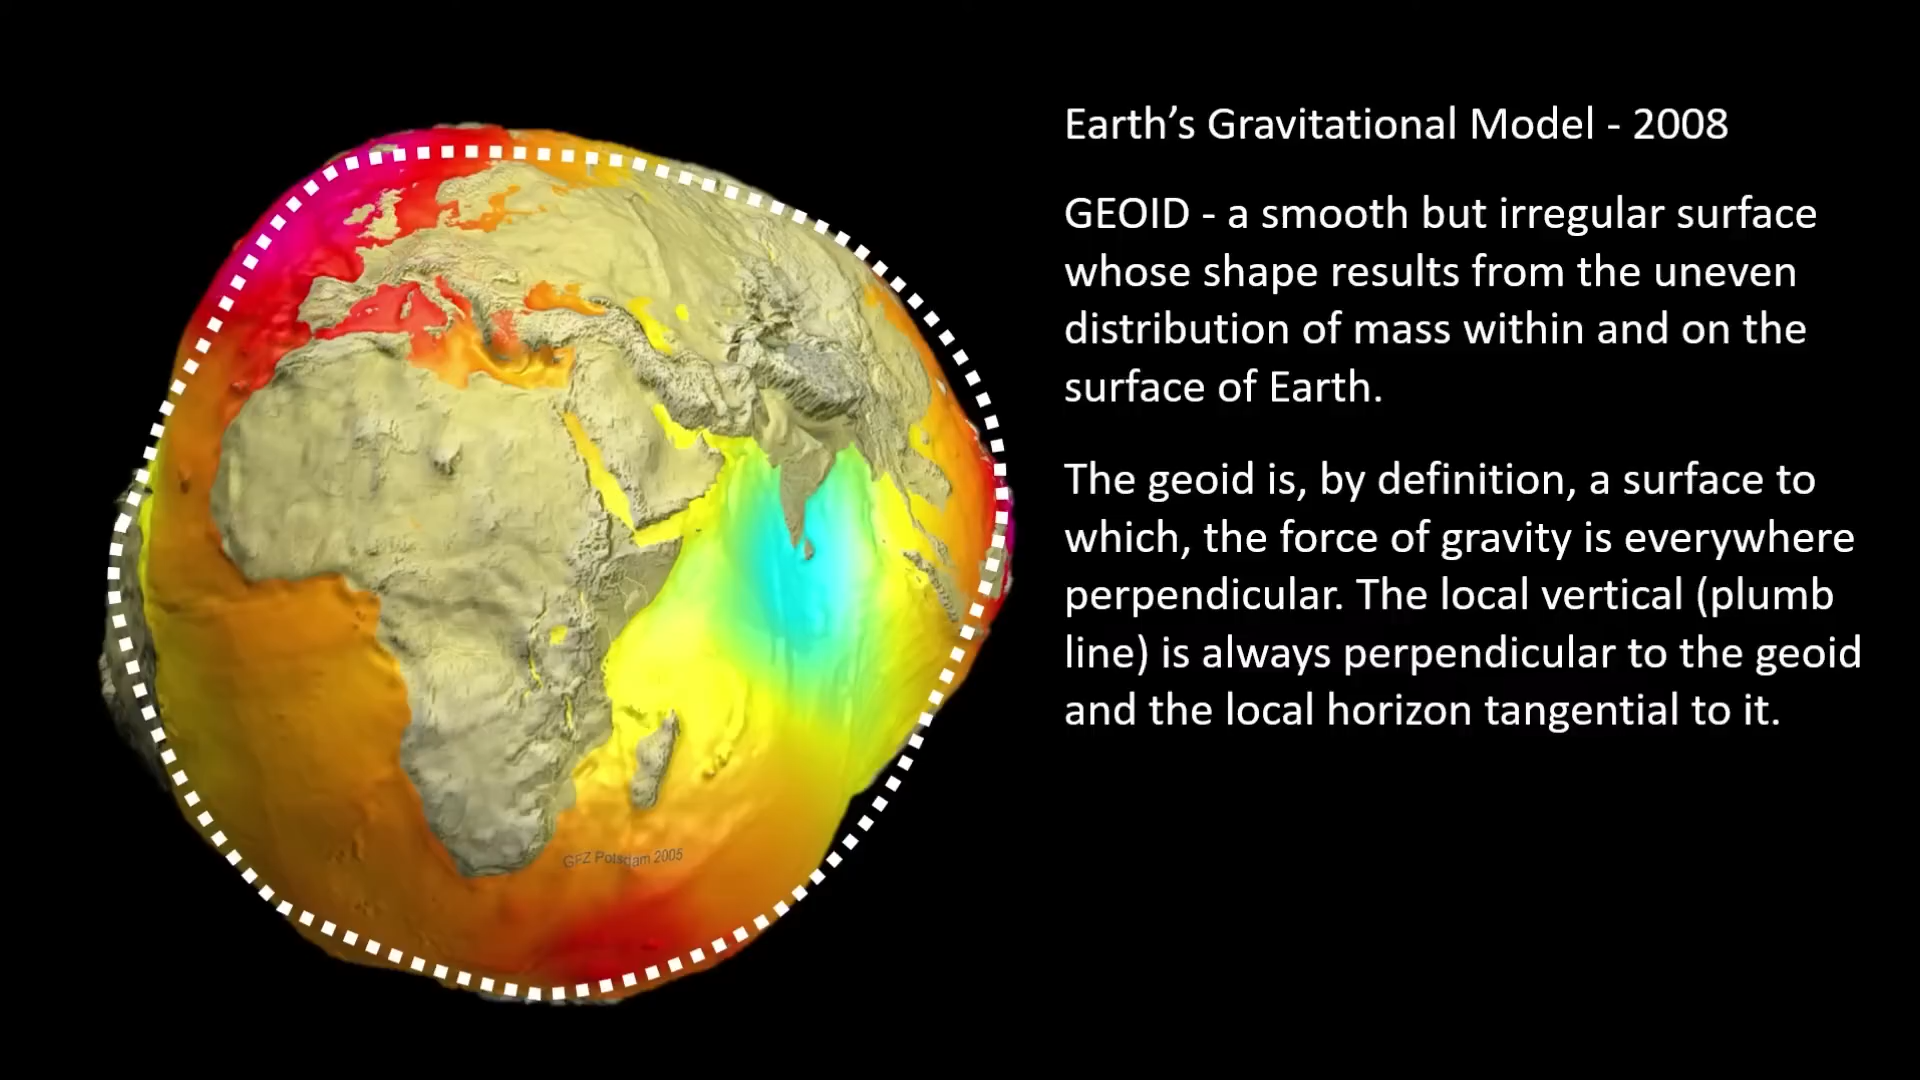 Earth’s Gravitational Model - 2008
GEOID - a smooth but irregular surface
whose shape results from the uneven
distribution of mass within and on the
surface of Earth.
The geoid is, by definition, a surface to
which, the force of gravity is everywhere
perpendicular. The local vertical (plumb
line) is always perpendicular to the geoid
and the local horizon tangential to it.
GFZ Potsdam 2005